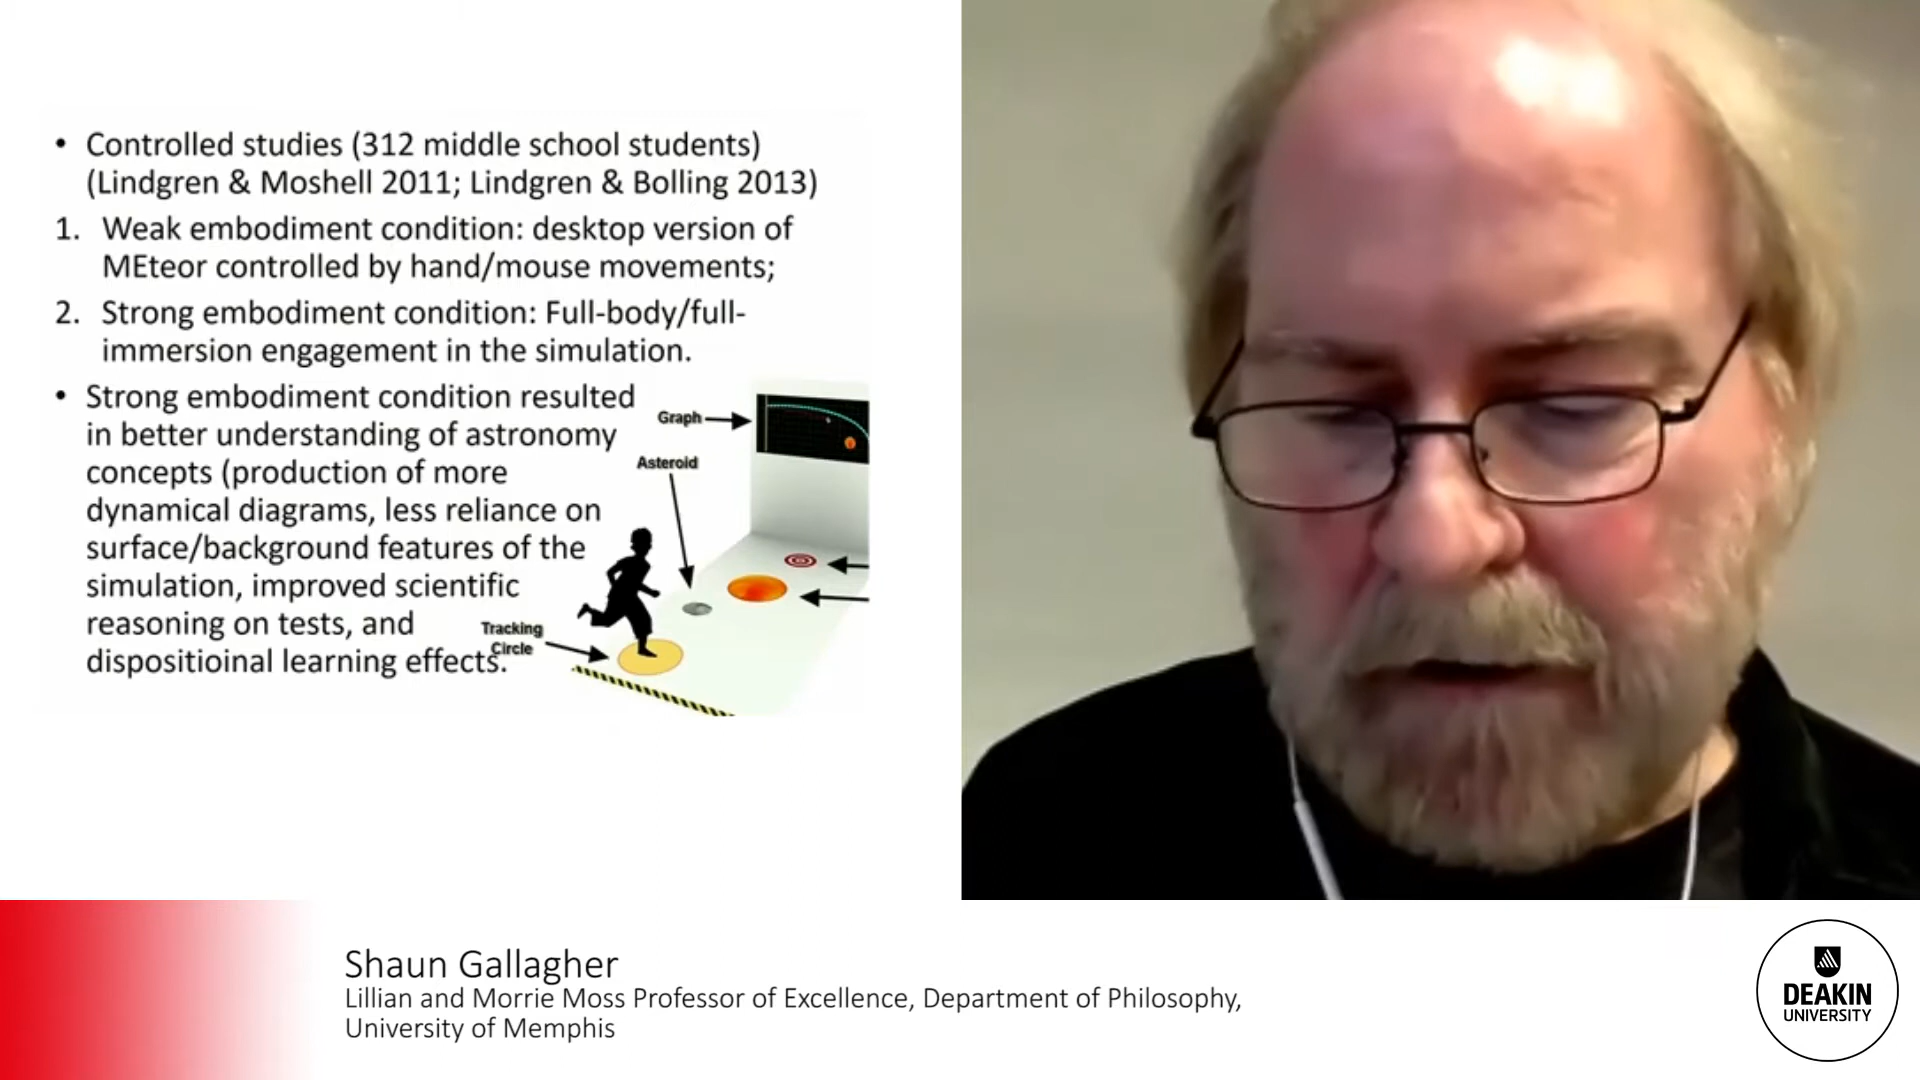 • Controlled studies (312 middle school students)
(Lindgren & Moshell 2011; Lindgren & Bolling 2013)
1. Weak embodiment condition: desktop version of
MEteor controlled by hand/mouse movements;
2. Strong embodiment condition: Full-body/full-
immersion engagement in the simulation.
• Strong embodiment condition resulted
in better understanding of astronomy
concepts (production of more
dynamical diagrams, less reliance on
surface/background features of the
simulation, improved scientific
reasoning on tests, and
dispositioinal learning effects.
Graph
Asteroid
Tracking
Circle
Shaun Gallagher
Lillian and Morrie Moss Professor of Excellence, Department of Philosophy,
University of Memphis
DEAKIN
UNIVERSITY